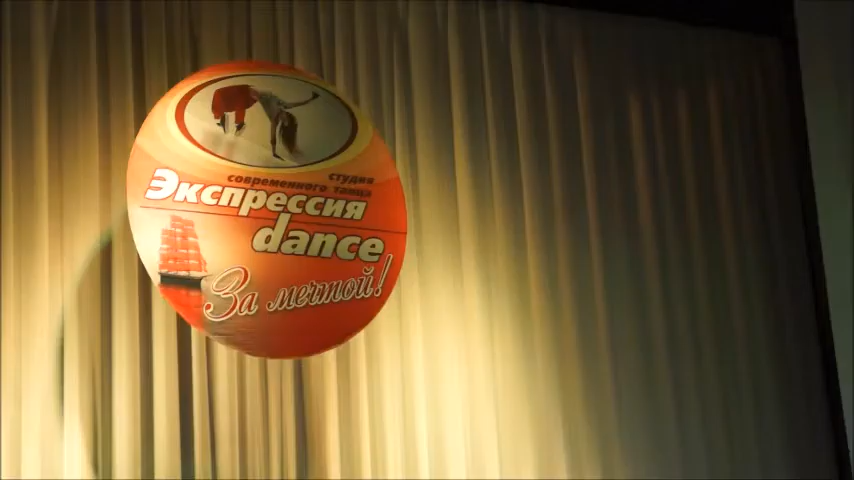 студия
современного танца
Экспрессия
dance
За мечтой!